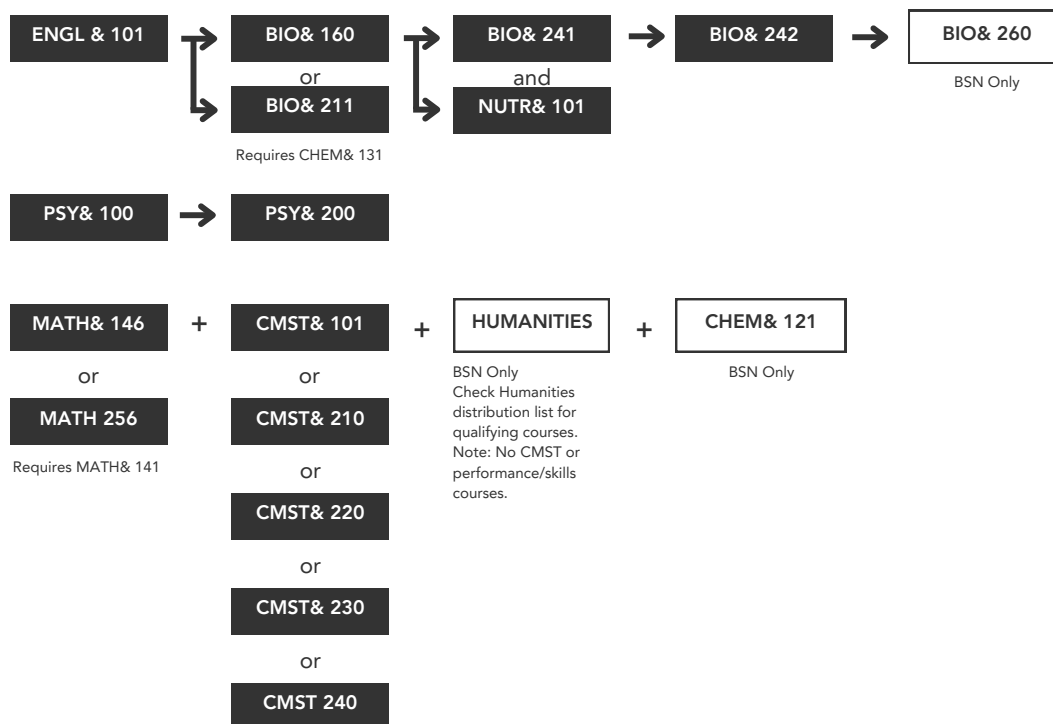 ENGL & 101
BIO& 160
BIO& 241
BIO& 242
BIO& 260
or
and
BSN Only
BIO& 211
NUTR& 101
Requires CHEM& 131
PSY& 100
PSY& 200
MATH& 146
+
CMST& 101
+
HUMANITIES
+
CHEM& 121
or
or
BSN Only
Check Humanities
distribution list for
qualifying courses.
Note: No CMST or
performance/skills
courses.
BSN Only
MATH 256
CMST& 210
Requires MATH& 141
or
CMST& 220
or
CMST& 230
or
CMST 240